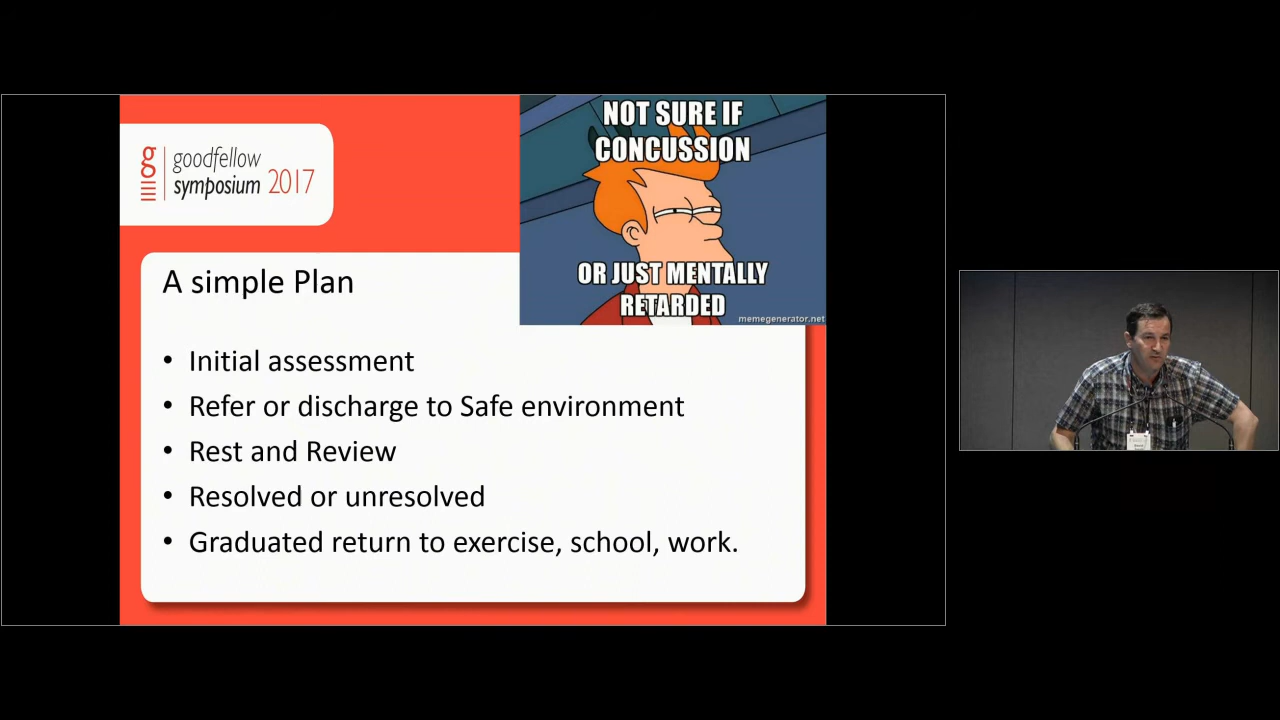 goodfellow
symposium 2017
NOT SURE IF
CONCUSSION
OR JUST MENTALLY
RETARDED
memegenerator.net
A simple Plan
• Initial assessment
• Refer or discharge to Safe environment
• Rest and Review
• Resolved or unresolved
• Graduated return to exercise, school, work.